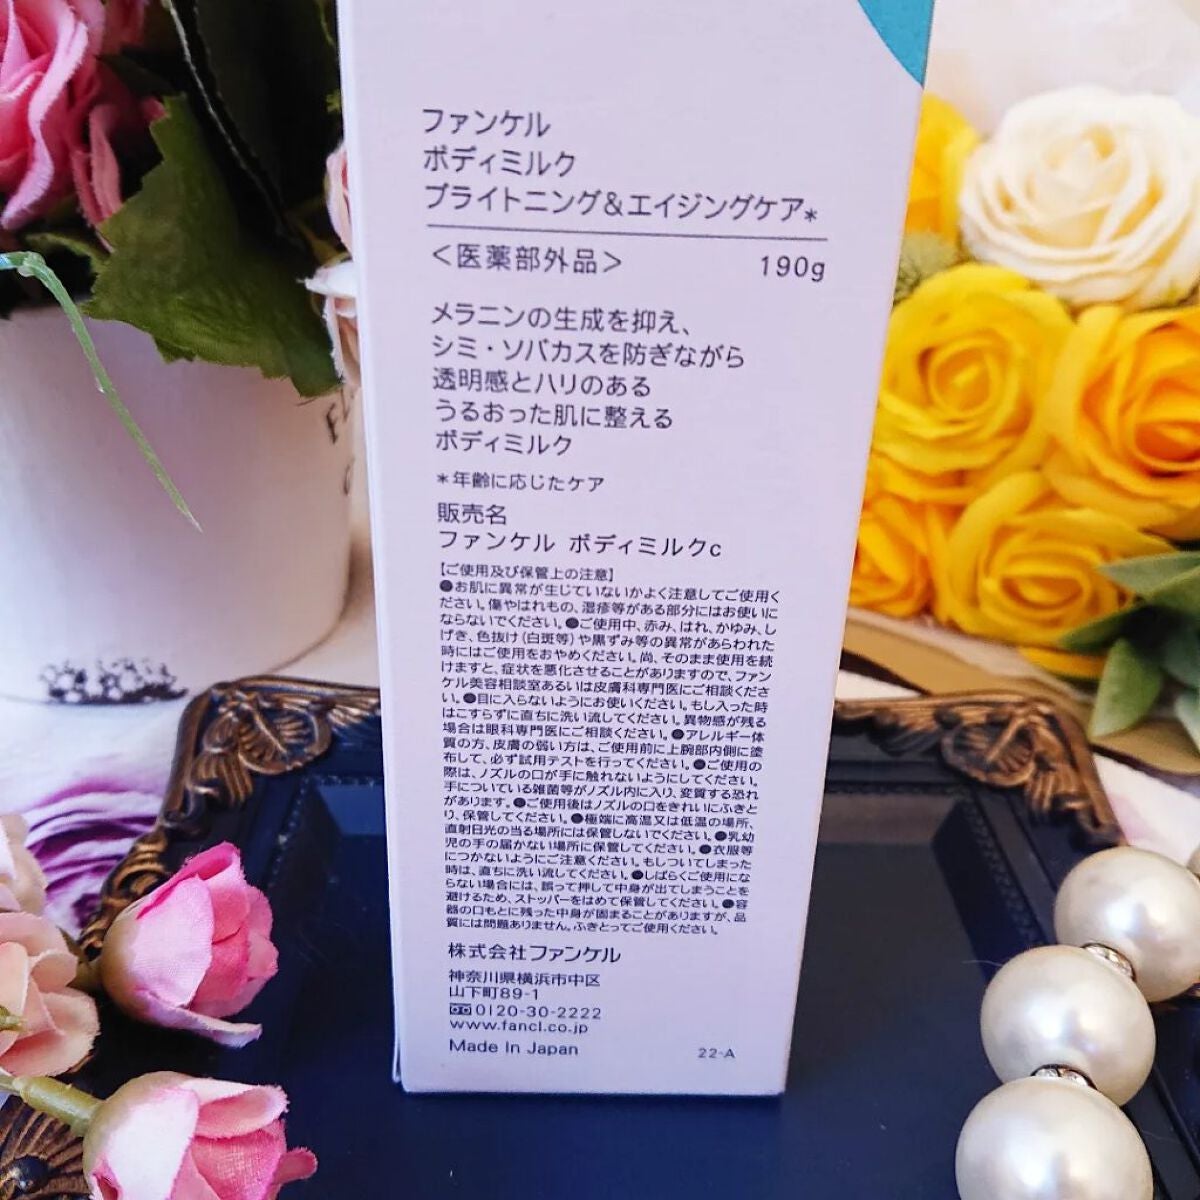 ファンケル
ボディミルク
ブライトニング&エイジングケア*
<医薬部外品> 190g
メラニンの生成を抑え、
シミ・ソバカスを防ぎながら
透明感とハリのある
うるおった肌に整える
ボディミルク
*年齢に応じたケア
販売名
ファンケル ボディミルクc
【ご使用及び保管上の注意】
●お肌に異常が生じていないかよく注意してご使用く
ださい。傷やはれもの、湿疹等がある部分にはお使いに
ならないでください。●ご使用中、赤み、はれ、かゆみ、し
げき、色抜け(白斑等)や黒ずみ等の異常があらわれた
時にはご使用をおやめください。尚、そのまま使用を続
けますと、症状を悪化させることがありますので、ファン
ケル美容相談室あるいは皮膚科専門医にご相談くださ
い。●目に入らないようにお使いください。もし入った時
はこすらずに直ちに洗い流してください。異物感が残る
場合は眼科専門医にご相談ください。●アレルギー体
質の方、皮膚の弱い方は、ご使用前に上腕部内側に塗
布して、必ず試用テストを行ってください。●ご使用の
際は、ノズルの口が手に触れないようにしてください。
手についている雑菌等がノズル内に入り、変質する恐れ
があります。●ご使用後はノズルの口をきれいにふきと
り、保管してください。●極端に高温又は低温の場所、
直射日光の当る場所には保管しないでください。●乳幼
児の手の届かない場所に保管してください。●衣服等
につかないようにご注意ください。もしついてしまった
時は、直ちに洗い流してください。●しばらくご使用にな
らない場合には、誤って押して中身が出てしまうことを
避けるため、ストッパーをはめて保管してください。●容
器の口もとに残った中身が固まることがありますが、品
質には問題ありません。ふきとってご使用ください。
株式会社ファンケル
神奈川県横浜市中区
山下町89-1
0120-30-2222
www.fancl.co.jp
Made In Japan 22-A